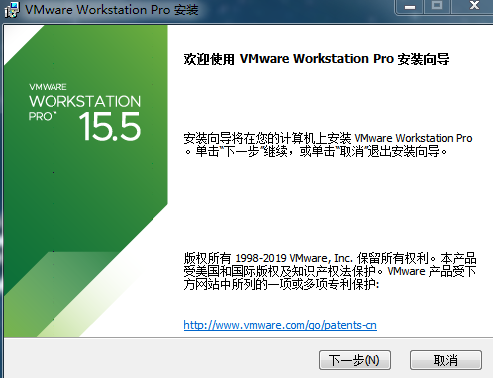 VMware Workstation Pro 安装
VMWARE
WORKSTATION
PRO™
15.5
欢迎使用 VMware Workstation Pro 安装向导
安装向导将在您的计算机上安装 VMware Workstation Pro
。单击“下一步”继续，或单击“取消”退出安装向导。
版权所有 1998-2019 VMware, Inc. 保留所有权利。本产品
受美国和国际版权及知识产权法保护。VMware 产品受下
方网站中所列的一项或多项专利保护:
http://www.vmware.com/go/patents-cn
下一步(N)
取消